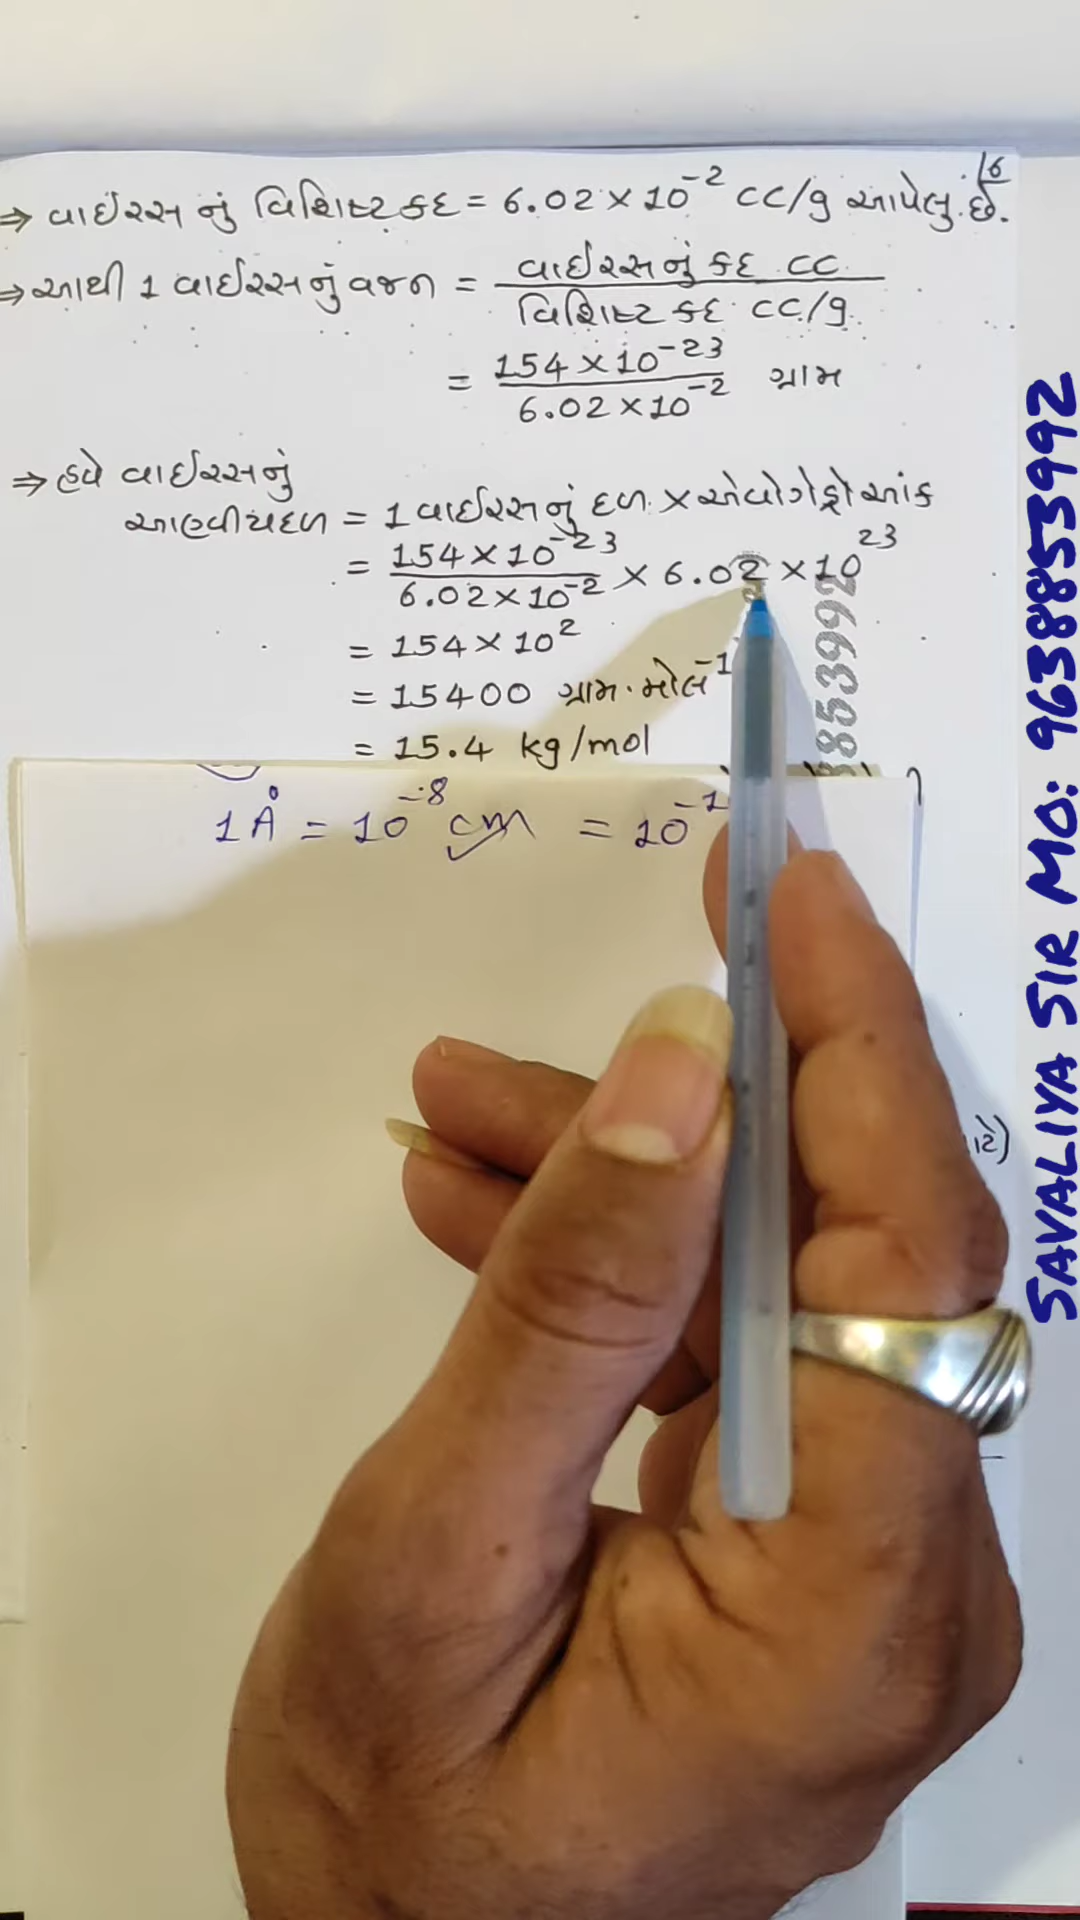 16
⇒ વાઈરસ નું વિશિષ્ટ કદ = 6.02 × 10⁻² CC/g આપેલું છે.
⇒ આથી 1 વાઈરસનું વજન = વાઈરસનું કદ CC / વિશિષ્ટ કદ CC/g
= 154 × 10⁻²³ / 6.02 × 10⁻² ગ્રામ
⇒ હવે વાઈરસનું
આણ્વીયદળ = 1 વાઈરસનું દળ × એવોગેડ્રો આંક
= 154 × 10⁻²³ / 6.02 × 10⁻² × 6.02 × 10²³
= 154 × 10²
= 15400 ગ્રામ.મોલ⁻¹
= 15.4 kg/mol
1 Å = 10⁻⁸ cm = 10
SAVALIYA SIR MO: 9638853992